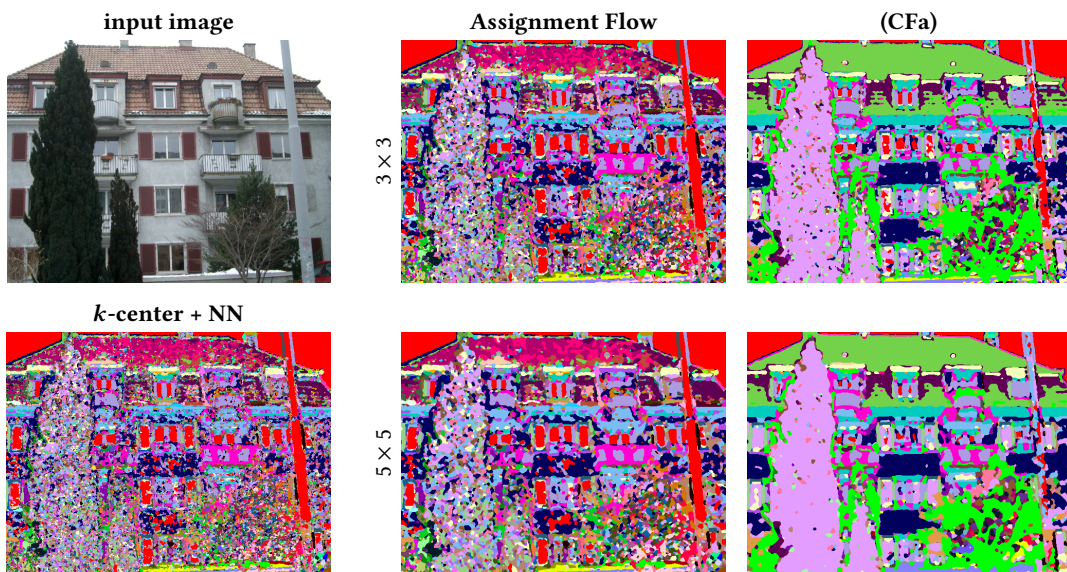 input image
Assignment Flow
(CFa)
3 × 3
k-center + NN
5 × 5